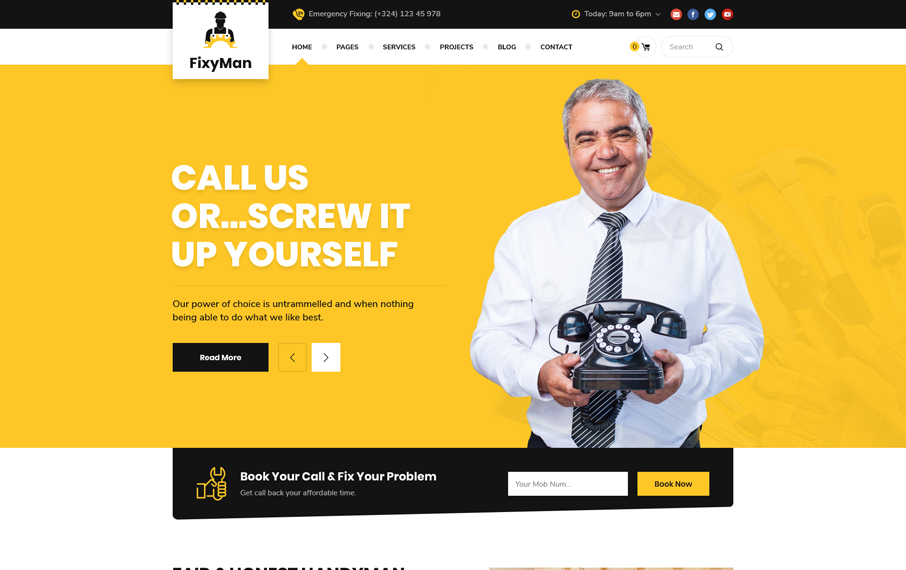 Emergency Fixing: (+324) 123 45 978
Today: 9am to 6pm
FixyMan
HOME
PAGES
SERVICES
PROJECTS
BLOG
CONTACT
0
Search
CALL US
OR...SCREW IT
UP YOURSELF
Our power of choice is untrammelled and when nothing
being able to do what we like best.
Read More
Book Your Call & Fix Your Problem
Get call back your affordable time.
Your Mob Num...
Book Now
FAIR & HONEST HANDYMAN